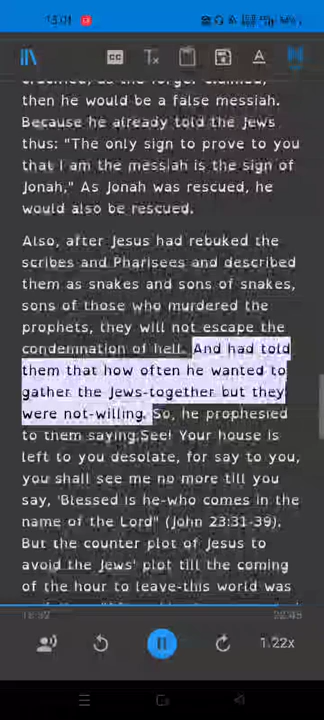 15:01
CC
Tx
A
then he would be a false messiah.
Because he already told the Jews
thus: "The only sign to prove to you
that I am the messiah is the sign of
Jonah," As Jonah was rescued, he
would also be rescued.
Also, after Jesus had rebuked the
scribes and Pharisees and described
them as snakes and sons of snakes,
sons of those who murdered the
prophets, they will not escape the
condemnation of hell. And had told
them that how often he wanted to
gather the Jews-together but they
were not-willing. So, he prophesied
to them saying;See! Your house is
left to you desolate, for say to you,
you shall see me no more till you
say, 'Blessed is he-who comes in the
name of the Lord" (John 23:31-39).
But the counter plot of Jesus to
avoid the Jews' plot till the coming
of the hour to leave-this world was
1.22x